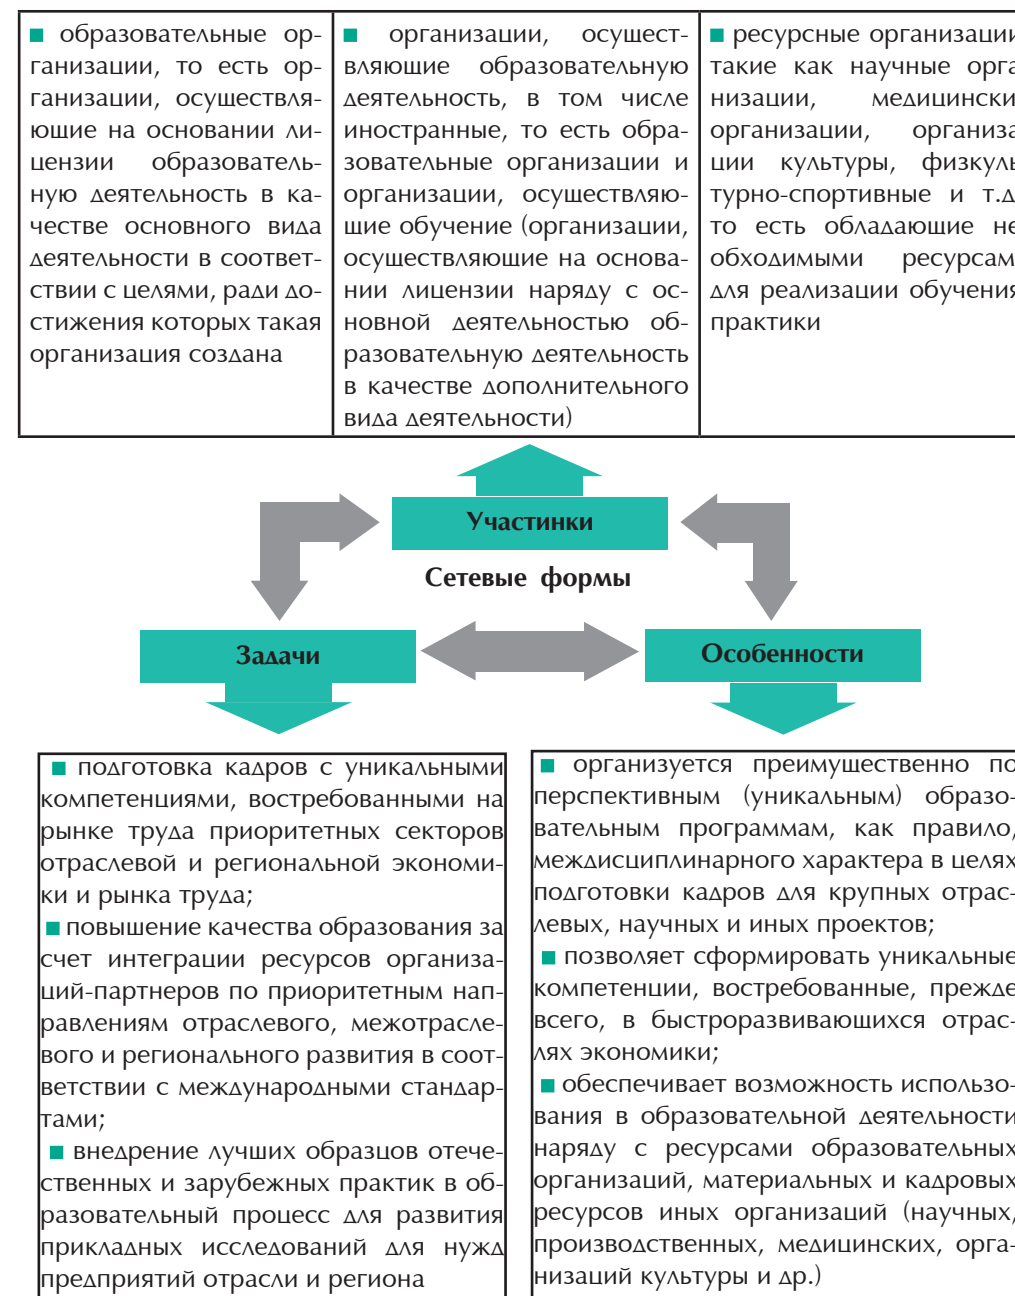 ■ образовательные ор-
ганизации, то есть ор-
ганизации, осуществля-
ющие на основании ли-
цензии образователь-
ную деятельность в ка-
честве основного вида
деятельности в соответ-
ствии с целями, ради до-
стижения которых такая
организация создана
■ организации, осущест-
вляющие образовательную
деятельность, в том числе
иностранные, то есть обра-
зовательные организации и
организации, осуществляю-
щие обучение (организации,
осуществляющие на основа-
нии лицензии наряду с ос-
новной деятельностью об-
разовательную деятельность
в качестве дополнительного
вида деятельности)
■ ресурсные организации
такие как научные орга
низации, медицински
организации, организа
ции культуры, физкуль
турно-спортивные и т.д
то есть обладающие не
обходимыми ресурсам
для реализации обучения
практики
Участинки
Сетевые формы
Задачи
Особенности
■ подготовка кадров с уникальными
компетенциями, востребованными на
рынке труда приоритетных секторов
отраслевой и региональной экономи-
ки и рынка труда;
■ повышение качества образования за
счет интеграции ресурсов организа-
ций-партнеров по приоритетным нап-
равлениям отраслевого, межотрасле-
вого и регионального развития в соот-
ветствии с международными стандар-
тами;
■ внедрение лучших образцов отече-
ственных и зарубежных практик в об-
разовательный процесс для развития
прикладных исследований для нужд
предприятий отрасли и региона
■ организуется преимущественно по
перспективным (уникальным) образо-
вательным программам, как правило,
междисциплинарного характера в целях
подготовки кадров для крупных отрас-
левых, научных и иных проектов;
■ позволяет сформировать уникальные
компетенции, востребованные, прежде
всего, в быстроразвивающихся отрас-
лях экономики;
■ обеспечивает возможность использо-
вания в образовательной деятельности
наряду с ресурсами образовательных
организаций, материальных и кадровых
ресурсов иных организаций (научных,
производственных, медицинских, орга-
низаций культуры и др.)